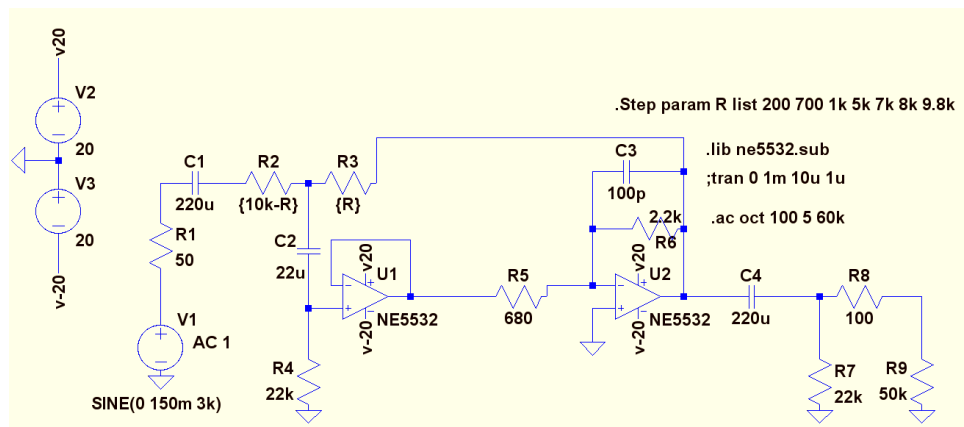 v20
V2
20
V3
20
v-20
.Step param R list 200 700 1k 5k 7k 8k 9.8k
.lib ne5532.sub
;tran 0 1m 10u 1u
.ac oct 100 5 60k
C1
220u
R2
{10k-R}
R3
{R}
R1
50
V1
AC 1
SINE(0 150m 3k)
C2
22u
R4
22k
v20
U1
NE5532
v-20
R5
680
C3
100p
2.2k
R6
v20
U2
NE5532
v-20
C4
220u
R8
100
R7
22k
R9
50k